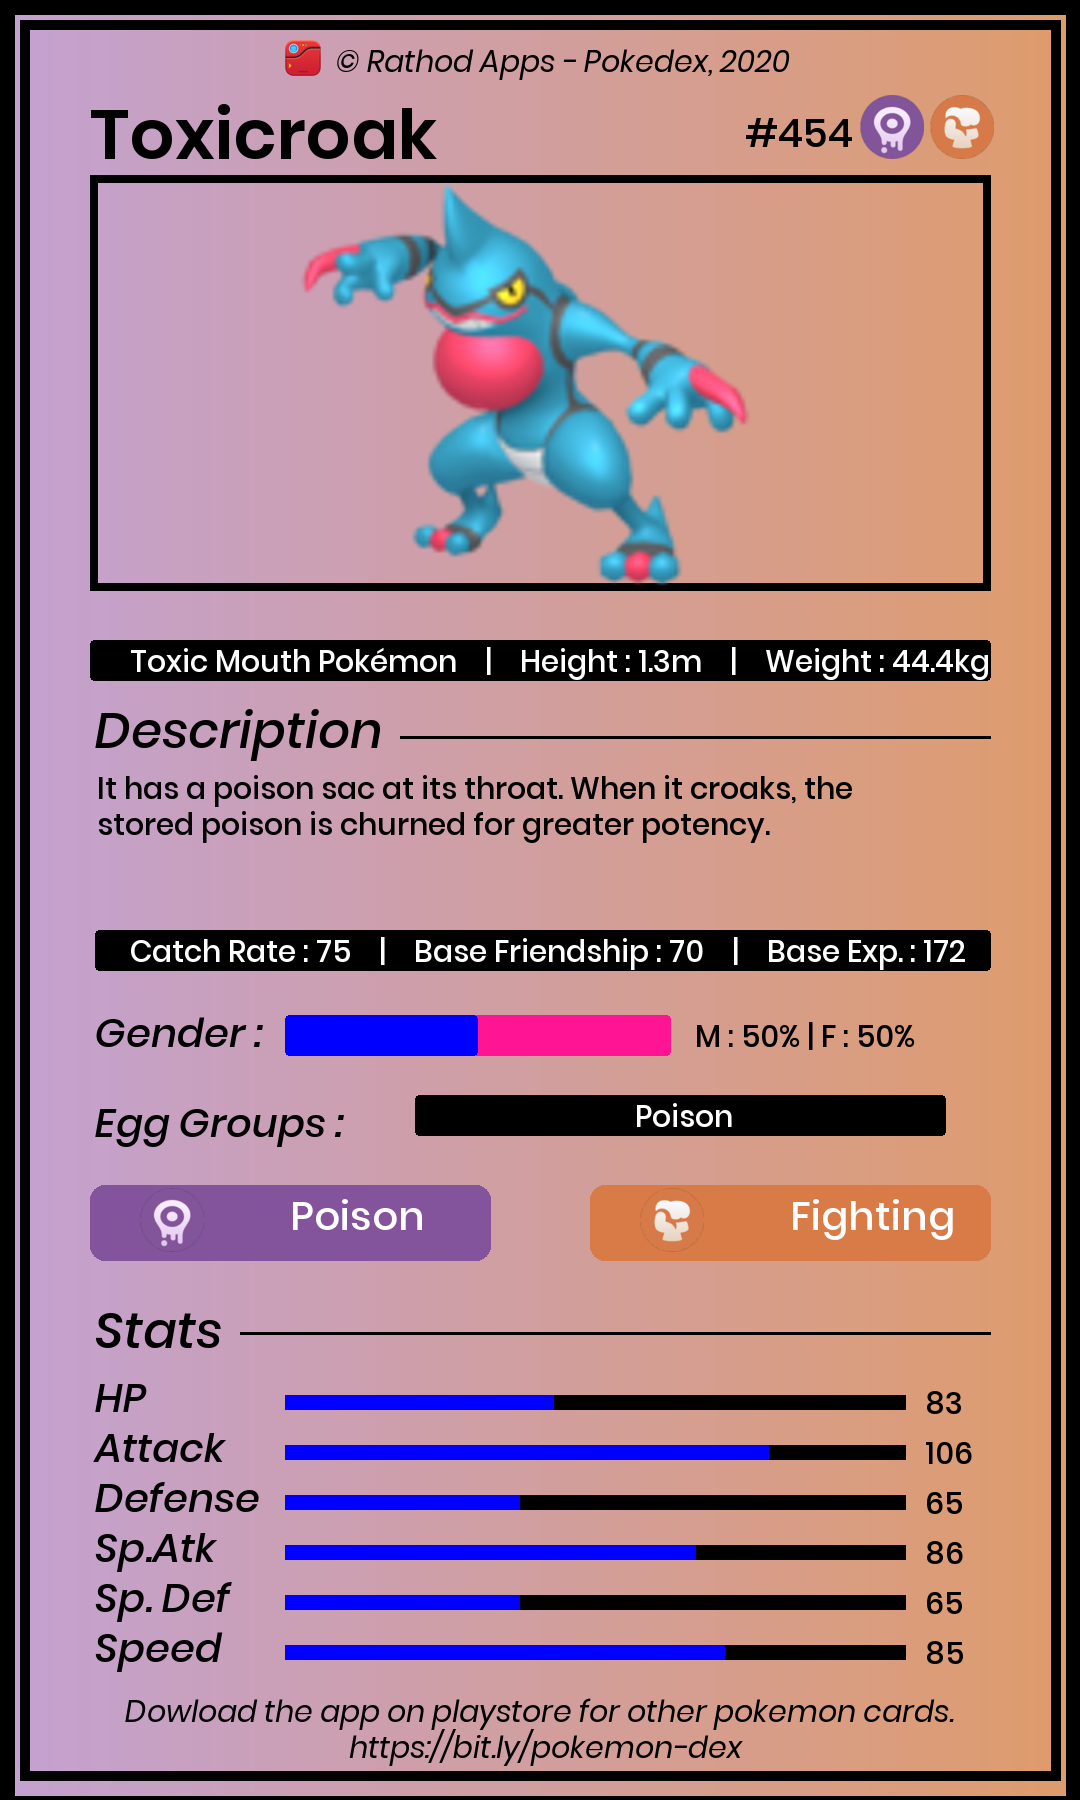 © Rathod Apps - Pokedex, 2020
Toxicroak #454
Toxic Mouth Pokémon | Height : 1.3m | Weight : 44.4kg
Description
It has a poison sac at its throat. When it croaks, the
stored poison is churned for greater potency.
Catch Rate : 75 | Base Friendship : 70 | Base Exp. : 172
Gender : M : 50% | F : 50%
Egg Groups : Poison
Poison Fighting
Stats
HP 83
Attack 106
Defense 65
Sp.Atk 86
Sp. Def 65
Speed 85
Dowload the app on playstore for other pokemon cards.
https://bit.ly/pokemon-dex